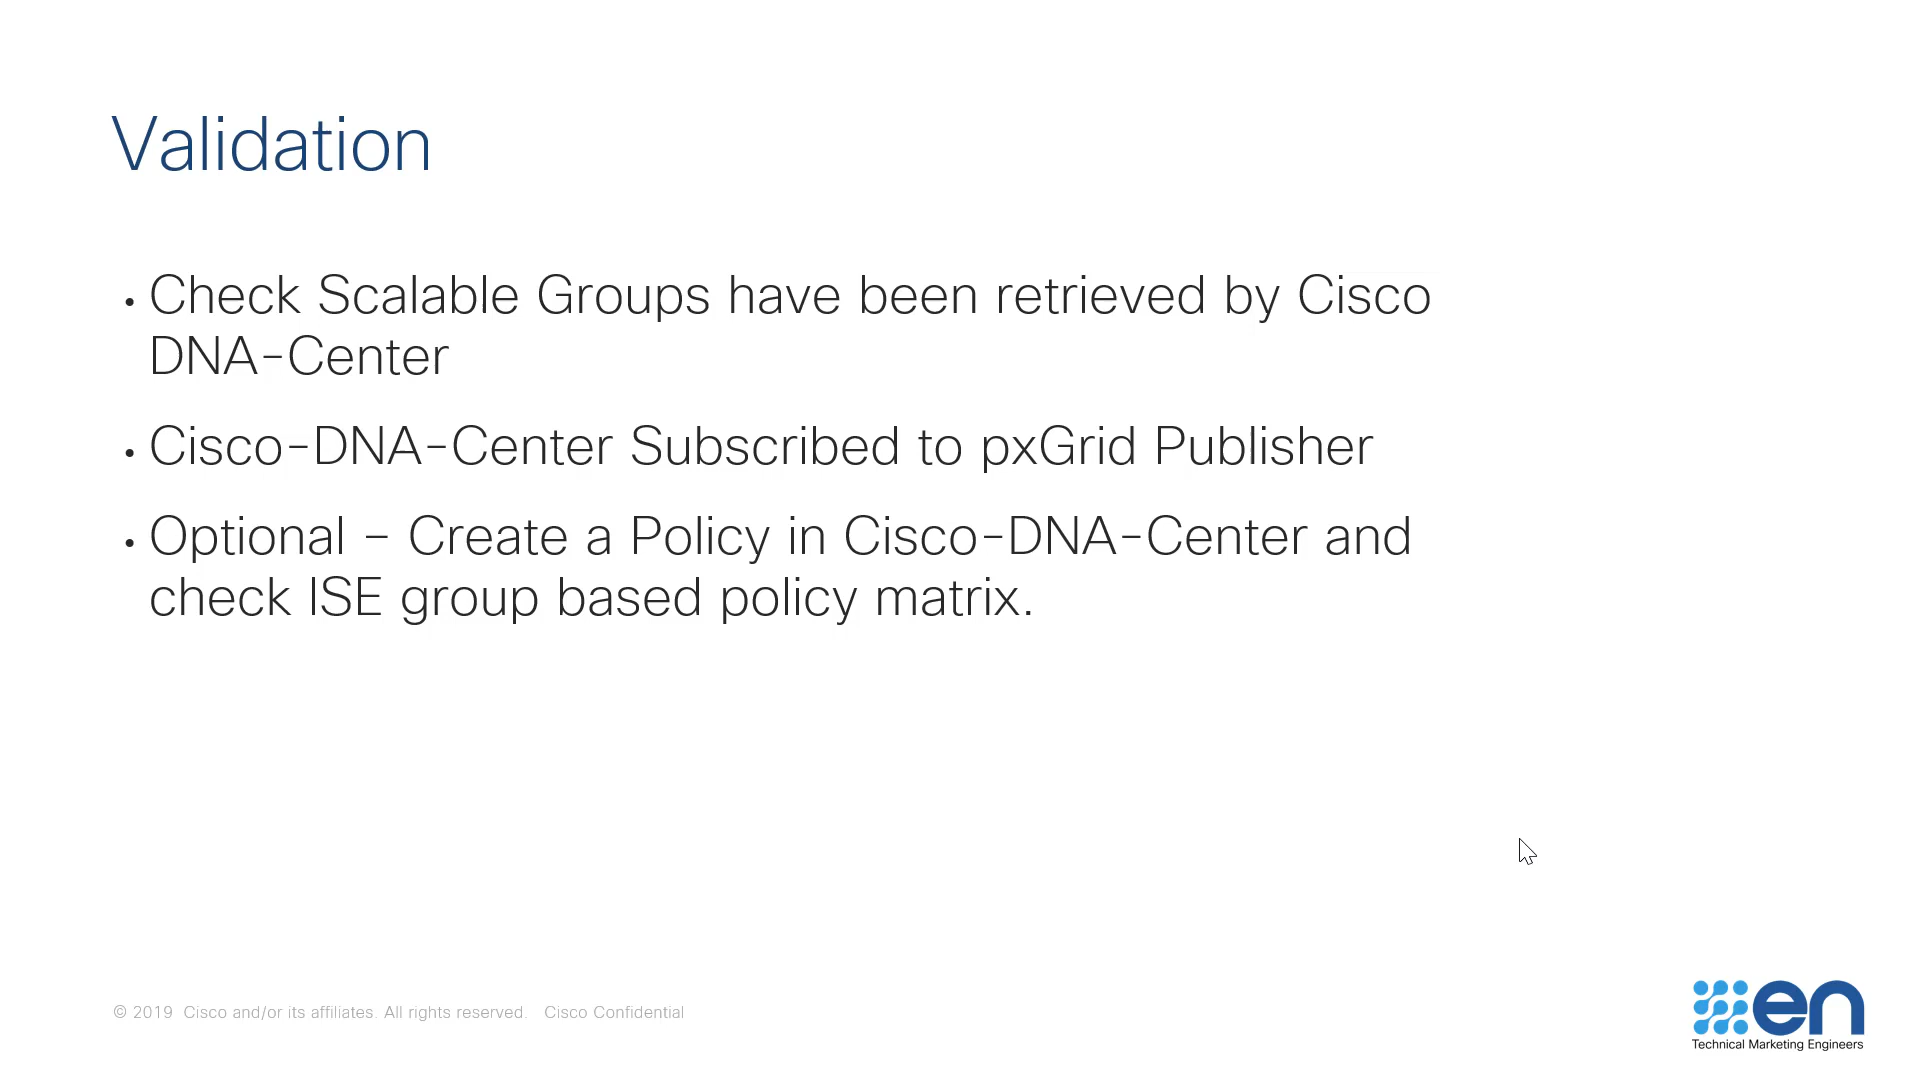 Validation
• Check Scalable Groups have been retrieved by Cisco
DNA-Center
• Cisco-DNA-Center Subscribed to pxGrid Publisher
• Optional – Create a Policy in Cisco-DNA-Center and
check ISE group based policy matrix.
© 2019 Cisco and/or its affiliates. All rights reserved. Cisco Confidential
en
Technical Marketing Engineers